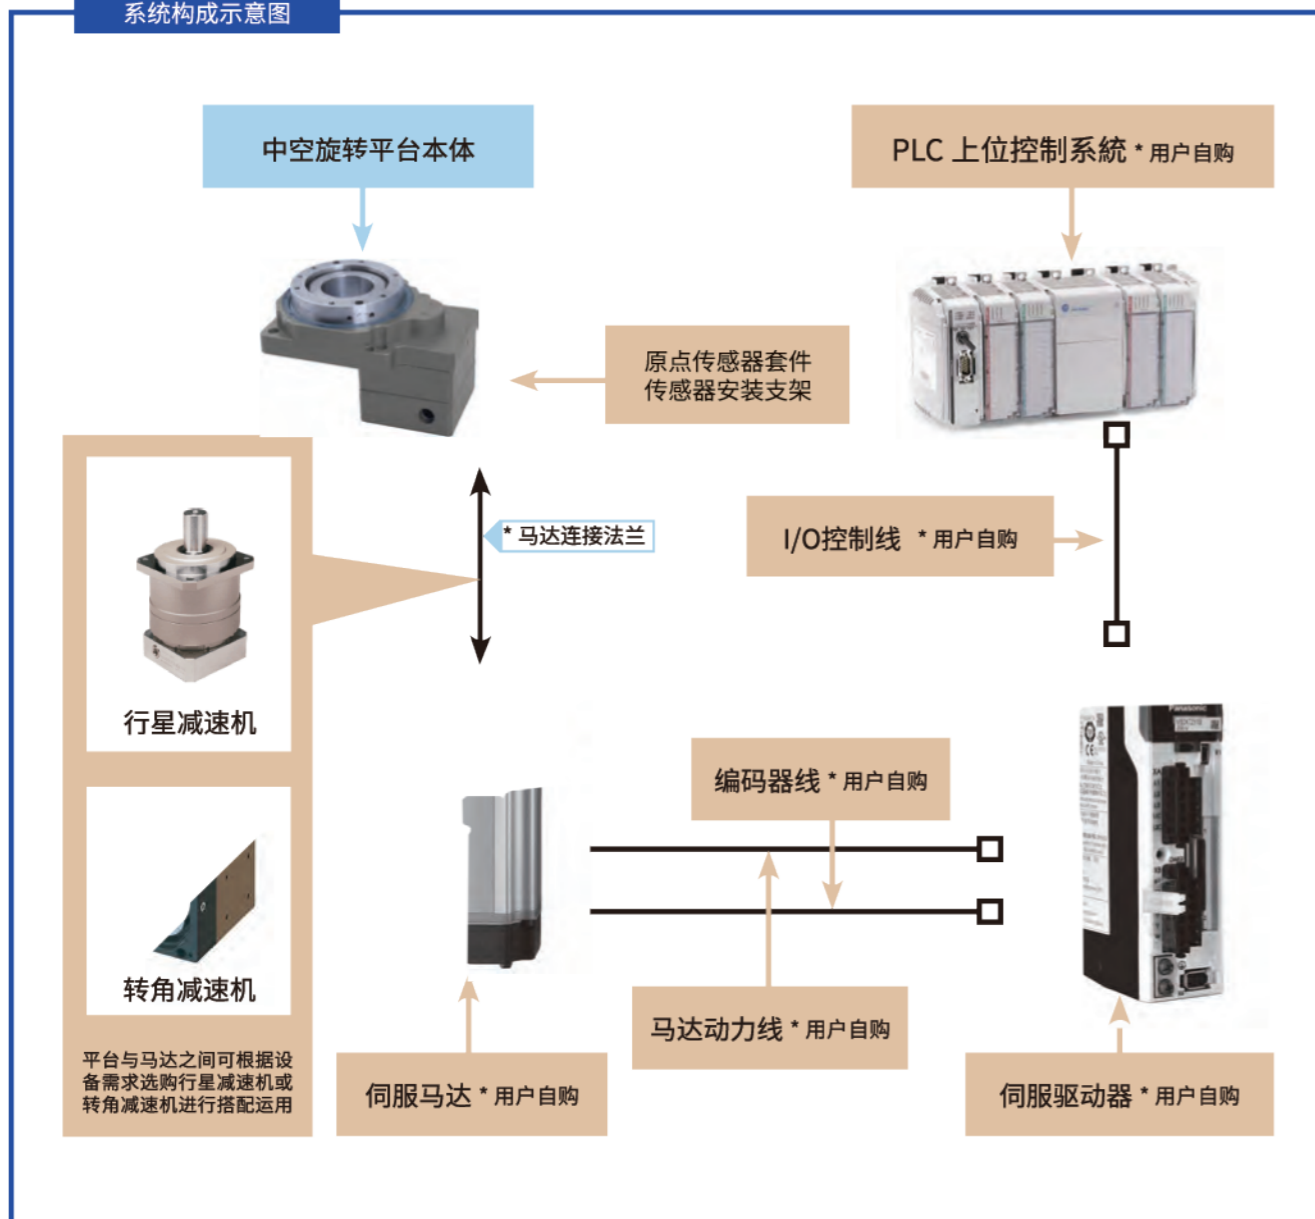 系统构成示意图
中空旋转平台本体
PLC 上位控制系統 * 用户自购
原点传感器套件
传感器安装支架
* 马达连接法兰
I/O控制线 * 用户自购
行星减速机
转角减速机
平台与马达之间可根据设
备需求选购行星减速机或
转角减速机进行搭配运用
编码器线 * 用户自购
马达动力线 * 用户自购
伺服马达 * 用户自购
伺服驱动器 * 用户自购
Panasonic